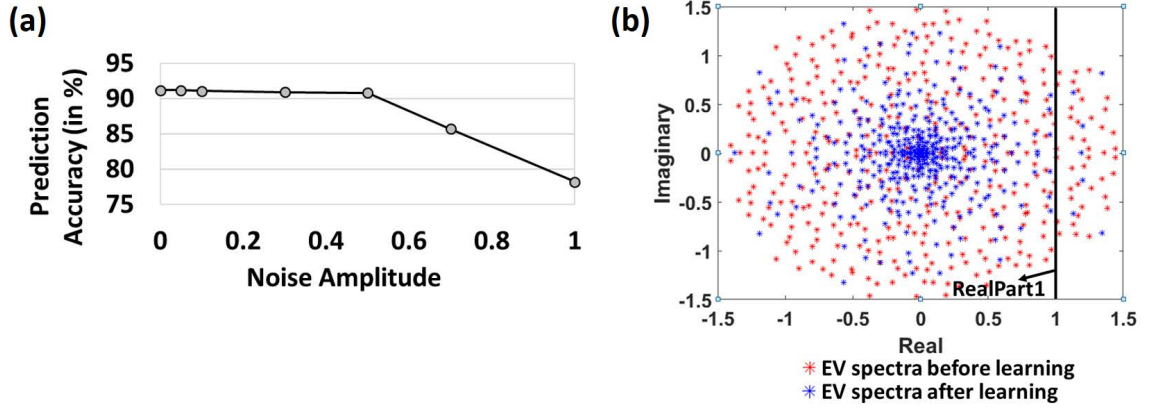 (a)
Prediction
Accuracy (in %)
95
90
85
80
75
0 0.2 0.4 0.6 0.8 1
Noise Amplitude
(b)
Imaginary
1.5
1
0.5
0
-0.5
-1
-1.5
RealPart1
-1.5 -1 -0.5 0 0.5 1 1.5
Real
EV spectra before learning
EV spectra after learning